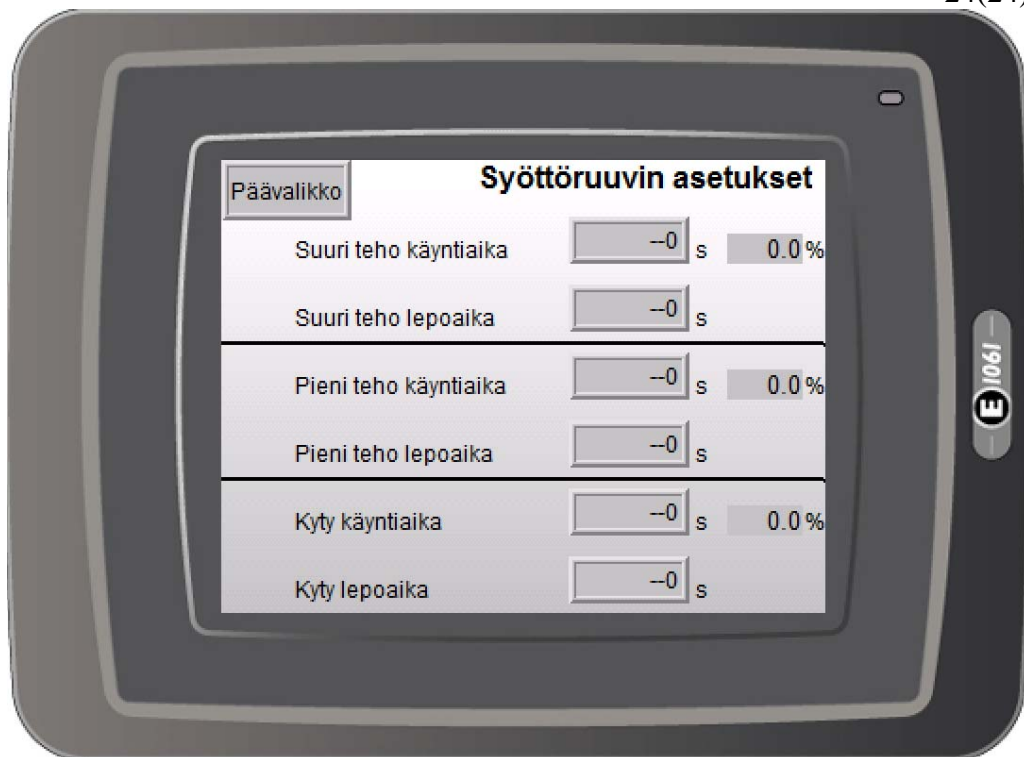 Päävalikko
Syöttöruuvin asetukset
Suuri teho käyntiaika --0 s 0.0 %
Suuri teho lepoaika --0 s
Pieni teho käyntiaika --0 s 0.0 %
Pieni teho lepoaika --0 s
Kyty käyntiaika --0 s 0.0 %
Kyty lepoaika --0 s
E 1061